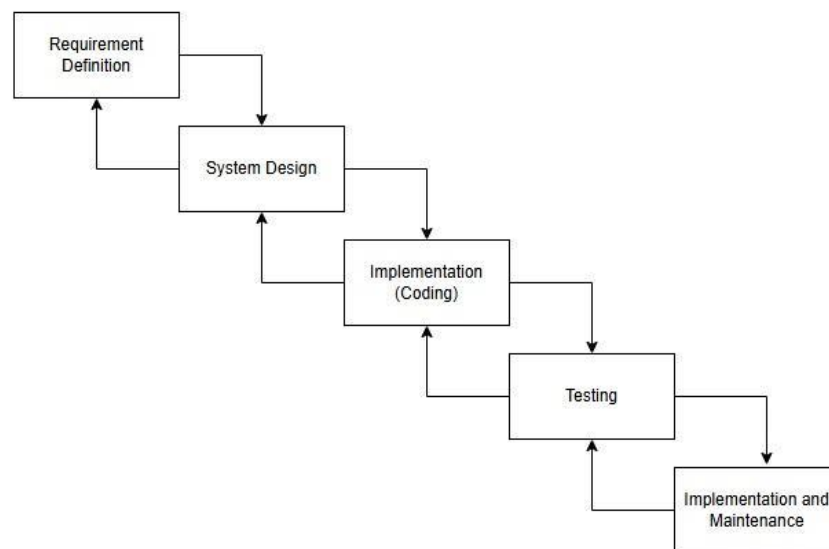 Requirement
Definition
System Design
Implementation
(Coding)
Testing
Implementation and
Maintenance